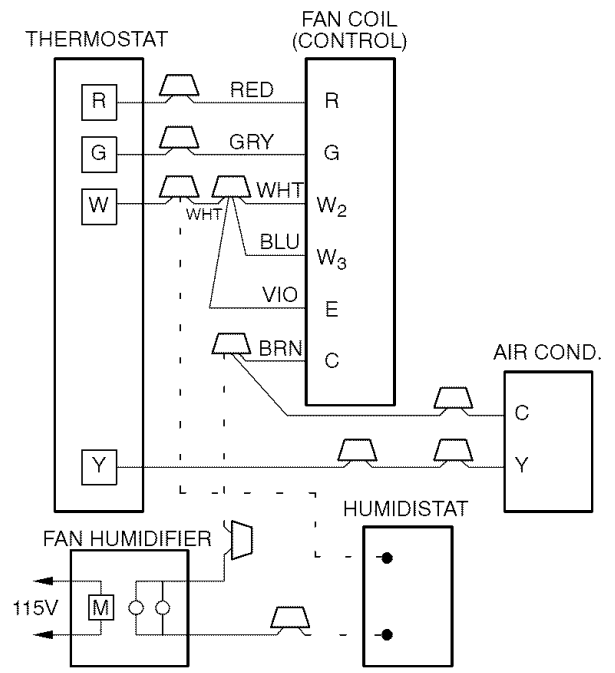 FAN COIL
(CONTROL)
THERMOSTAT
R RED R
G GRY G
W WHT WHT W2
BLU W3
VIO E
BRN C
AIR COND.
C
Y Y
HUMIDISTAT
FAN HUMIDIFIER
115V M